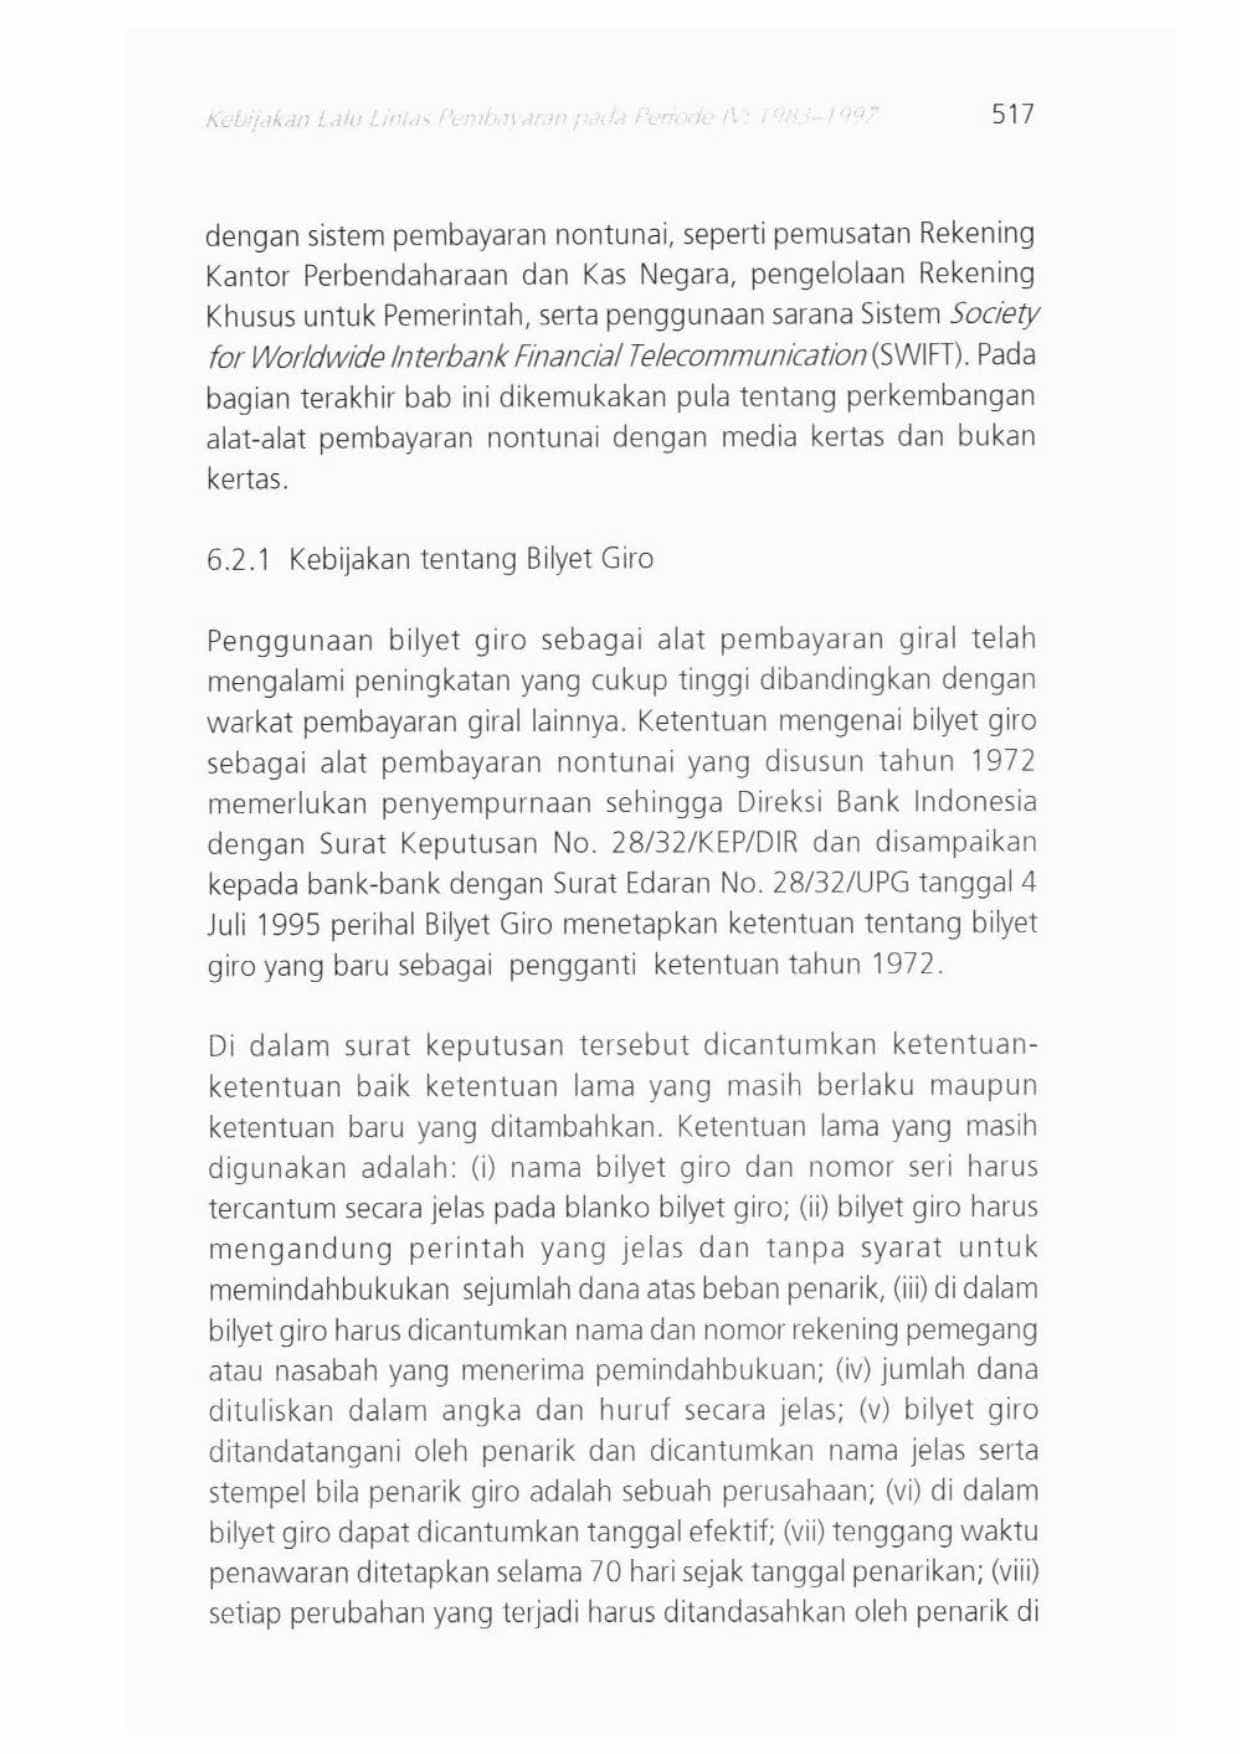 Kebijakan Lalu Lintas Pembayaran pada Periode IV: 1983–1997 517
dengan sistem pembayaran nontunai, seperti pemusatan Rekening
Kantor Perbendaharaan dan Kas Negara, pengelolaan Rekening
Khusus untuk Pemerintah, serta penggunaan sarana Sistem Society
for Worldwide Interbank Financial Telecommunication (SWIFT). Pada
bagian terakhir bab ini dikemukakan pula tentang perkembangan
alat-alat pembayaran nontunai dengan media kertas dan bukan
kertas.
6.2.1 Kebijakan tentang Bilyet Giro
Penggunaan bilyet giro sebagai alat pembayaran giral telah
mengalami peningkatan yang cukup tinggi dibandingkan dengan
warkat pembayaran giral lainnya. Ketentuan mengenai bilyet giro
sebagai alat pembayaran nontunai yang disusun tahun 1972
memerlukan penyempurnaan sehingga Direksi Bank Indonesia
dengan Surat Keputusan No. 28/32/KEP/DIR dan disampaikan
kepada bank-bank dengan Surat Edaran No. 28/32/UPG tanggal 4
Juli 1995 perihal Bilyet Giro menetapkan ketentuan tentang bilyet
giro yang baru sebagai pengganti ketentuan tahun 1972.
Di dalam surat keputusan tersebut dicantumkan ketentuan-
ketentuan baik ketentuan lama yang masih berlaku maupun
ketentuan baru yang ditambahkan. Ketentuan lama yang masih
digunakan adalah: (i) nama bilyet giro dan nomor seri harus
tercantum secara jelas pada blanko bilyet giro; (ii) bilyet giro harus
mengandung perintah yang jelas dan tanpa syarat untuk
memindahbukukan sejumlah dana atas beban penarik, (iii) di dalam
bilyet giro harus dicantumkan nama dan nomor rekening pemegang
atau nasabah yang menerima pemindahbukuan; (iv) jumlah dana
dituliskan dalam angka dan huruf secara jelas; (v) bilyet giro
ditandatangani oleh penarik dan dicantumkan nama jelas serta
stempel bila penarik giro adalah sebuah perusahaan; (vi) di dalam
bilyet giro dapat dicantumkan tanggal efektif; (vii) tenggang waktu
penawaran ditetapkan selama 70 hari sejak tanggal penarikan; (viii)
setiap perubahan yang terjadi harus ditandasahkan oleh penarik di